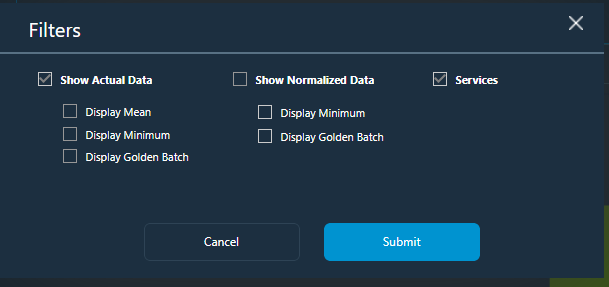 Filters
Show Actual Data
Display Mean
Display Minimum
Display Golden Batch
Show Normalized Data
Display Minimum
Display Golden Batch
Services
Cancel
Submit